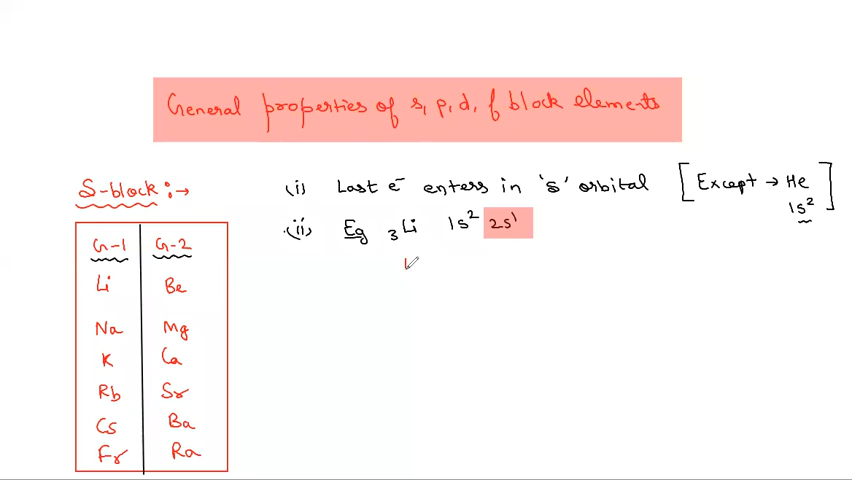 General properties of s, p, d, f block elements
S-block :→
(i) Last e⁻ enters in 's' orbital [Except → He
1s²]
(ii) Eg ₃Li 1s² 2s¹
G-1 G-2
Li Be
Na Mg
K Ca
Rb Sr
Cs Ba
Fr Ra